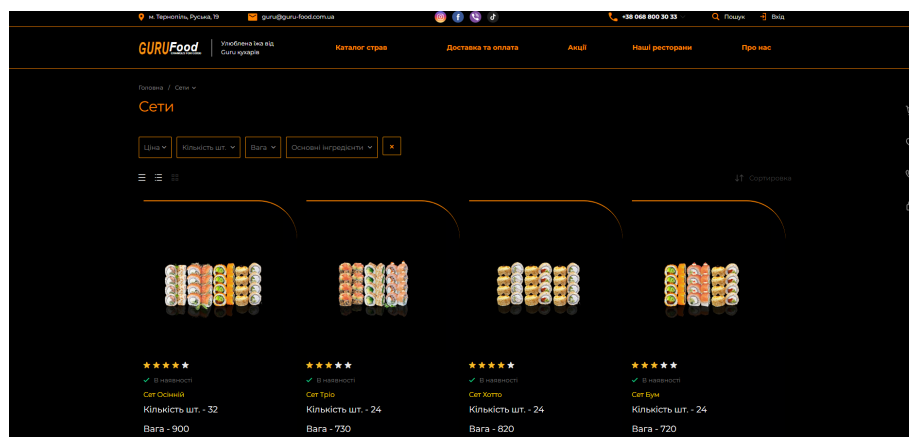 м. Тернопіль, Руська, 19 guru@guru-food.com.ua +38 068 800 30 33 Пошук Вхід
GURUFood Улюблена їжа від
Guru кухарів
Каталог страв Доставка та оплата Акції Наші ресторани Про нас
Головна / Сети
Сети
Ціна Кількість шт. Вага Основні інгредієнти ×
Сортировка
В наявності В наявності В наявності В наявності
Сет Осінній Сет Тріо Сет Хотто Сет Бум
Кількість шт. - 32 Кількість шт. - 24 Кількість шт. - 24 Кількість шт. - 24
Вага - 900 Вага - 730 Вага - 820 Вага - 720